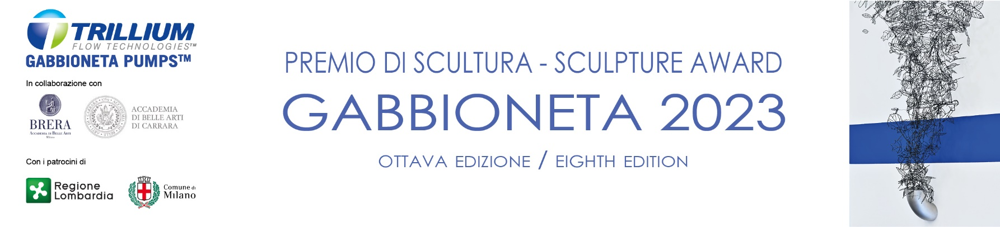 TRILLIUM
FLOW TECHNOLOGIES™
GABBIONETA PUMPS™
In collaborazione con
BRERA
ACCADEMIA DI BELLE ARTI
Milano
ACCADEMIA
DI BELLE ARTI
DI CARRARA
Con i patrocini di
Regione
Lombardia
Comune di
Milano
PREMIO DI SCULTURA - SCULPTURE AWARD
GABBIONETA 2023
OTTAVA EDIZIONE / EIGHTH EDITION